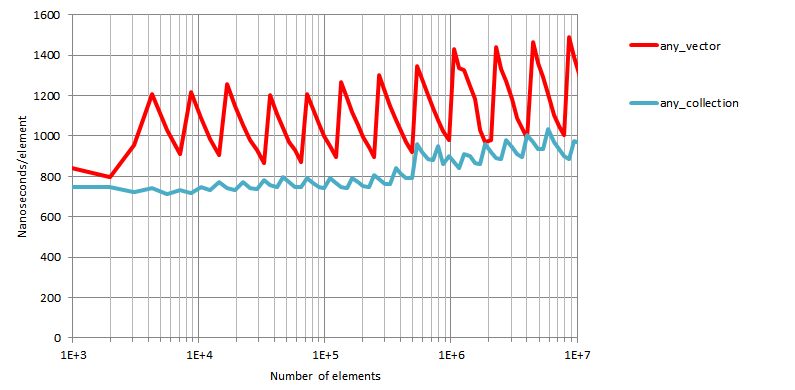 1600
1400
1200
1000
800
600
400
200
0
Nanoseconds/element
1E+3
1E+4
1E+5
1E+6
1E+7
Number of elements
any_vector
any_collection